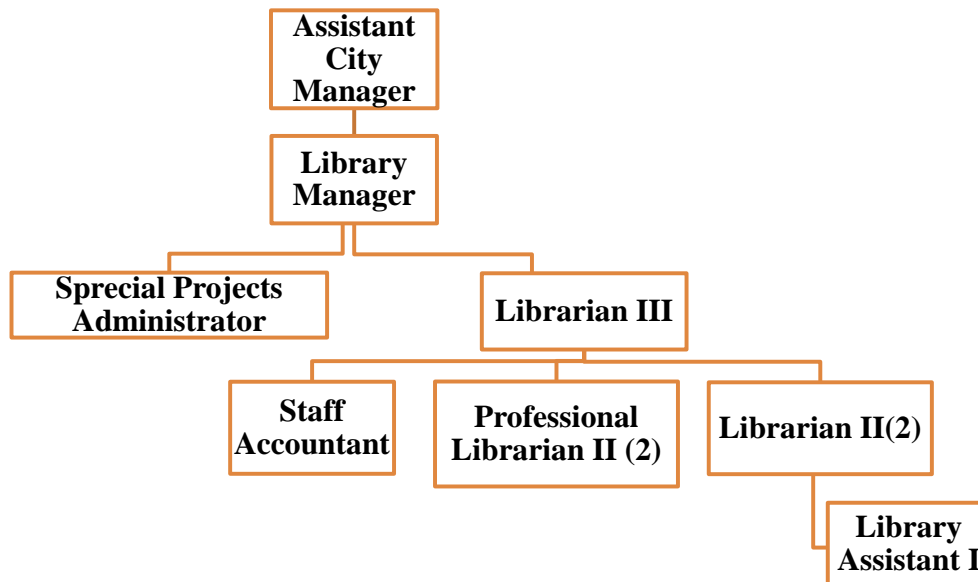 Assistant
City
Manager
Library
Manager
Sprecial Projects
Administrator
Librarian III
Staff
Accountant
Professional
Librarian II (2)
Librarian II(2)
Library
Assistant I